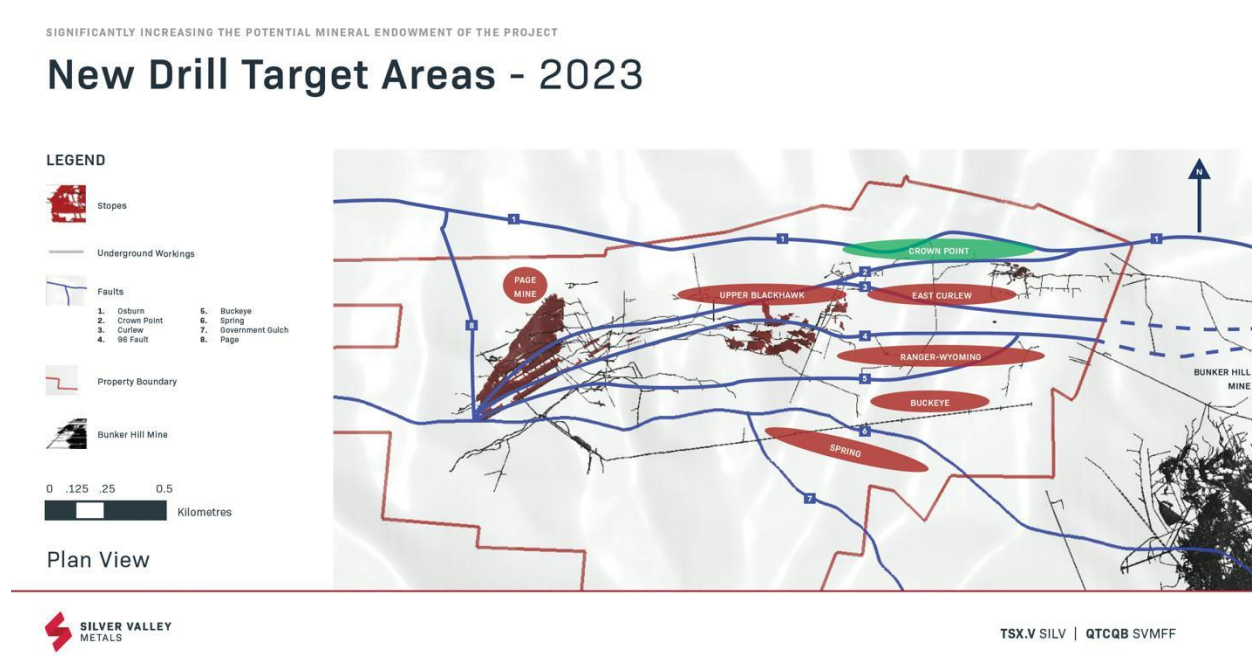 SIGNIFICANTLY INCREASING THE POTENTIAL MINERAL ENDOWMENT OF THE PROJECT
New Drill Target Areas - 2023
LEGEND
Stopes
Underground Workings
Faults
1. Osburn
2. Crown Point
3. Curlew
4. 96 Fault
5. Buckeye
6. Spring
7. Government Gulch
8. Page
Property Boundary
Bunker Hill Mine
0 .125 .25 0.5
Kilometres
Plan View
N
1
1
1
CROWN POINT
2
PAGE
MINE
3
UPPER BLACKHAWK
EAST CURLEW
8
4
RANGER-WYOMING
BUNKER HILL
MINE
5
BUCKEYE
6
SPRING
7
SILVER VALLEY
METALS
TSX.V SILV | QTCQB SVMFF